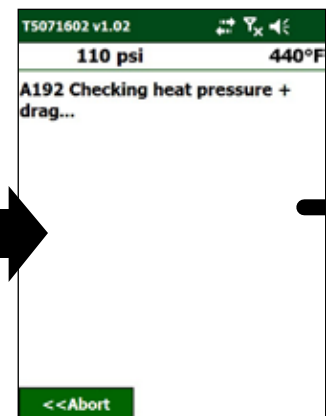 T5071602 v1.02
110 psi 440°F
A192 Checking heat pressure +
drag...
<<Abort